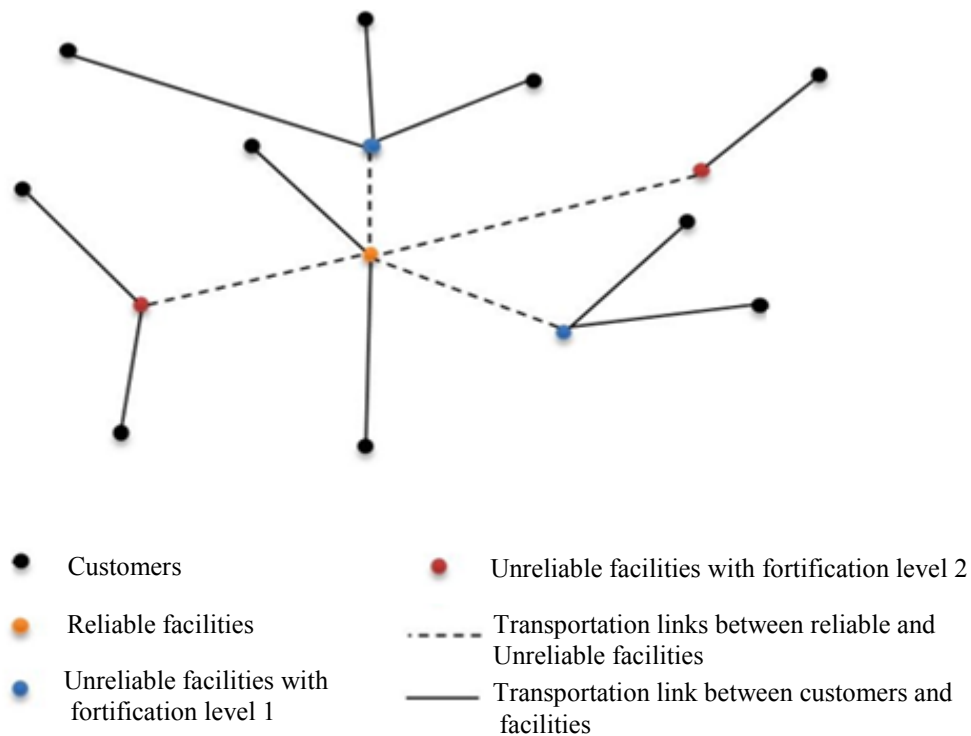 Customers
Unreliable facilities with fortification level 2
Reliable facilities
Transportation links between reliable and
Unreliable facilities
Unreliable facilities with
fortification level 1
Transportation link between customers and
facilities